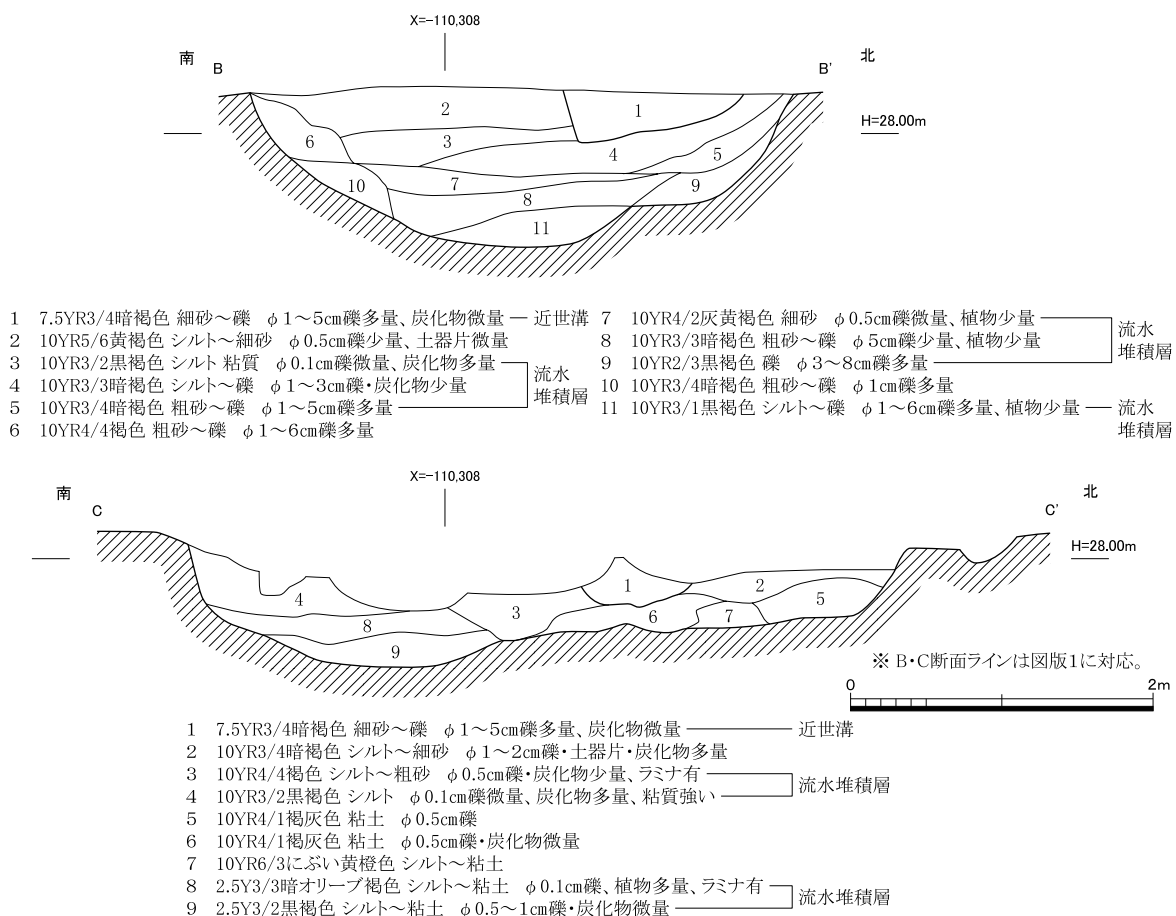 X=-110,308
南 北
B B'
H=28.00m
2 1
6 3 4 5
10 7 8 9
11
1 7.5YR3/4暗褐色 細砂～礫 φ1～5cm礫多量、炭化物微量 近世溝
2 10YR5/6黄褐色 シルト～細砂 φ0.5cm礫少量、土器片微量
3 10YR3/2黒褐色 シルト 粘質 φ0.1cm礫微量、炭化物多量
4 10YR3/3暗褐色 シルト～礫 φ1～3cm礫・炭化物少量
5 10YR3/4暗褐色 粗砂～礫 φ1～5cm礫多量
流水
堆積層
6 10YR4/4褐色 粗砂～礫 φ1～6cm礫多量
7 10YR4/2灰黄褐色 細砂 φ0.5cm礫微量、植物少量
8 10YR3/3暗褐色 粗砂～礫 φ5cm礫少量、植物少量
9 10YR2/3黒褐色 礫 φ3～8cm礫多量
流水
堆積層
10 10YR3/4暗褐色 粗砂～礫 φ1cm礫多量
11 10YR3/1黒褐色 シルト～礫 φ1～6cm礫多量、植物少量 流水
堆積層
X=-110,308
南 北
C C'
H=28.00m
4 1 2
3 6 7 5
8
9
※ B・C断面ラインは図版1に対応。
0 2m
1 7.5YR3/4暗褐色 細砂～礫 φ1～5cm礫多量、炭化物微量 近世溝
2 10YR3/4暗褐色 シルト～細砂 φ1～2cm礫・土器片・炭化物多量
3 10YR4/4褐色 シルト～粗砂 φ0.5cm礫・炭化物少量、ラミナ有
4 10YR3/2黒褐色 シルト φ0.1cm礫微量、炭化物多量、粘質強い
流水堆積層
5 10YR4/1褐灰色 粘土 φ0.5cm礫
6 10YR4/1褐灰色 粘土 φ0.5cm礫・炭化物微量
7 10YR6/3にぶい黄橙色 シルト～粘土
8 2.5Y3/3暗オリーブ褐色 シルト～粘土 φ0.1cm礫、植物多量、ラミナ有
9 2.5Y3/2黒褐色 シルト～粘土 φ0.5～1cm礫・炭化物微量
流水堆積層